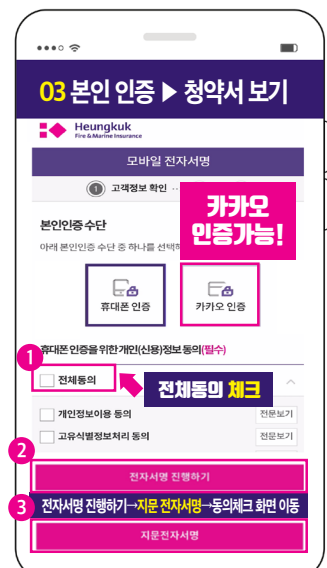 03 본인 인증 ▶ 청약서 보기
Heungkuk
Fire & Marine Insurance
모바일 전자서명
1 고객정보 확인 ···
카카오
인증가능!
본인인증 수단
아래 본인인증 수단 중 하나를 선택
휴대폰 인증
카카오 인증
1
휴대폰 인증을 위한 개인(신용)정보 동의(필수)
전체동의
전체동의 체크
개인정보이용 동의 전문보기
고유식별정보처리 동의 전문보기
2
전자서명 진행하기
3 전자서명 진행하기→지문 전자서명→동의체크 화면 이동
지문전자서명